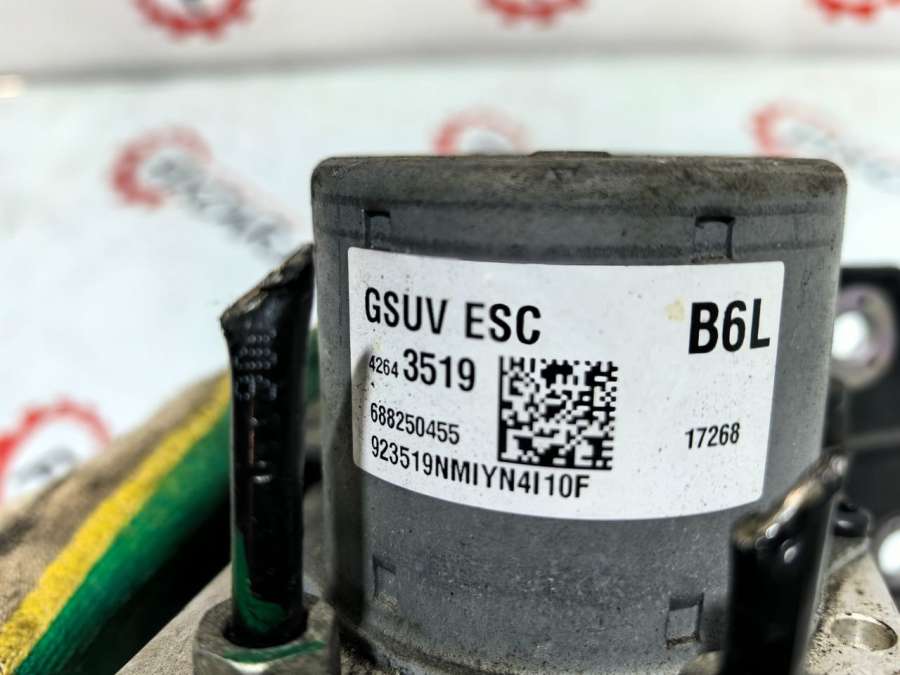 GSUV ESC
B6L
4264 3519
688250455
17268
923519NMIYN4I10F